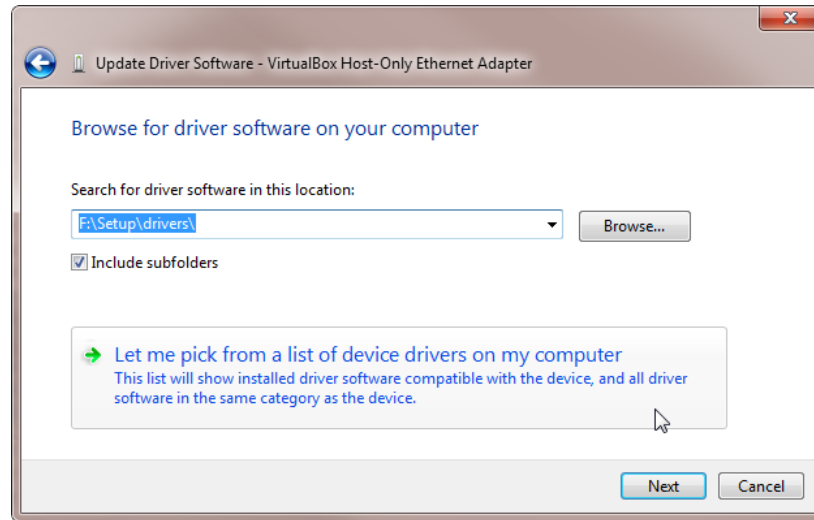 Update Driver Software - VirtualBox Host-Only Ethernet Adapter
Browse for driver software on your computer
Search for driver software in this location:
F:\Setup\drivers\
Browse...
Include subfolders
Let me pick from a list of device drivers on my computer
This list will show installed driver software compatible with the device, and all driver
software in the same category as the device.
Next
Cancel